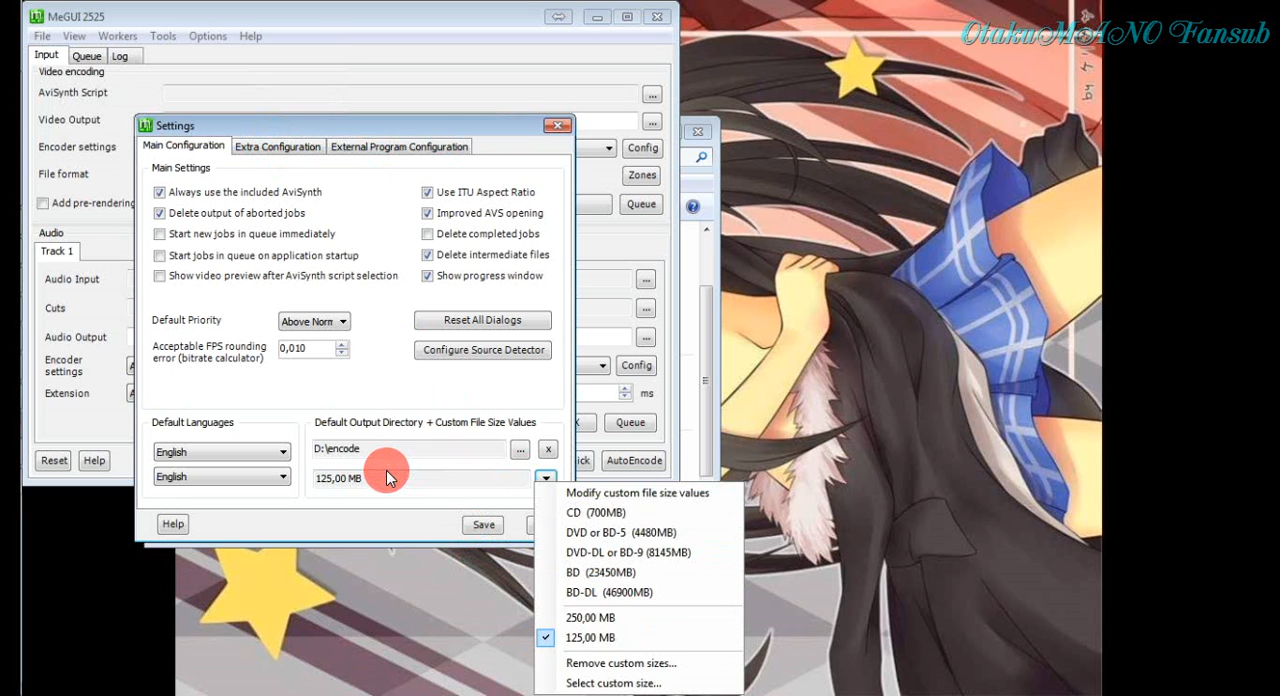 MeGUI 2525
OtakuMANO Fansub
File View Workers Tools Options Help
Input Queue Log
Video encoding
AviSynth Script ...
Video Output ...
Encoder settings Config
File format Zones
Add pre-rendering Queue
Audio
Track 1
Audio Input ...
Cuts ...
Audio Output ...
Encoder settings Config
Extension ms
X Queue
Reset Help AutoEncode
Settings
Main Configuration Extra Configuration External Program Configuration
Main Settings
Always use the included AviSynth
Delete output of aborted jobs
Start new jobs in queue immediately
Start jobs in queue on application startup
Show video preview after AviSynth script selection
Use ITU Aspect Ratio
Improved AVS opening
Delete completed jobs
Delete intermediate files
Show progress window
Default Priority Above Norm
Reset All Dialogs
Acceptable FPS rounding
error (bitrate calculator)
0,010
Configure Source Detector
Default Languages
English
English
Default Output Directory + Custom File Size Values
D:\encode ... x
125,00 MB
Help Save
Modify custom file size values
CD (700MB)
DVD or BD-5 (4480MB)
DVD-DL or BD-9 (8145MB)
BD (23450MB)
BD-DL (46900MB)
250,00 MB
125,00 MB
Remove custom sizes...
Select custom size...